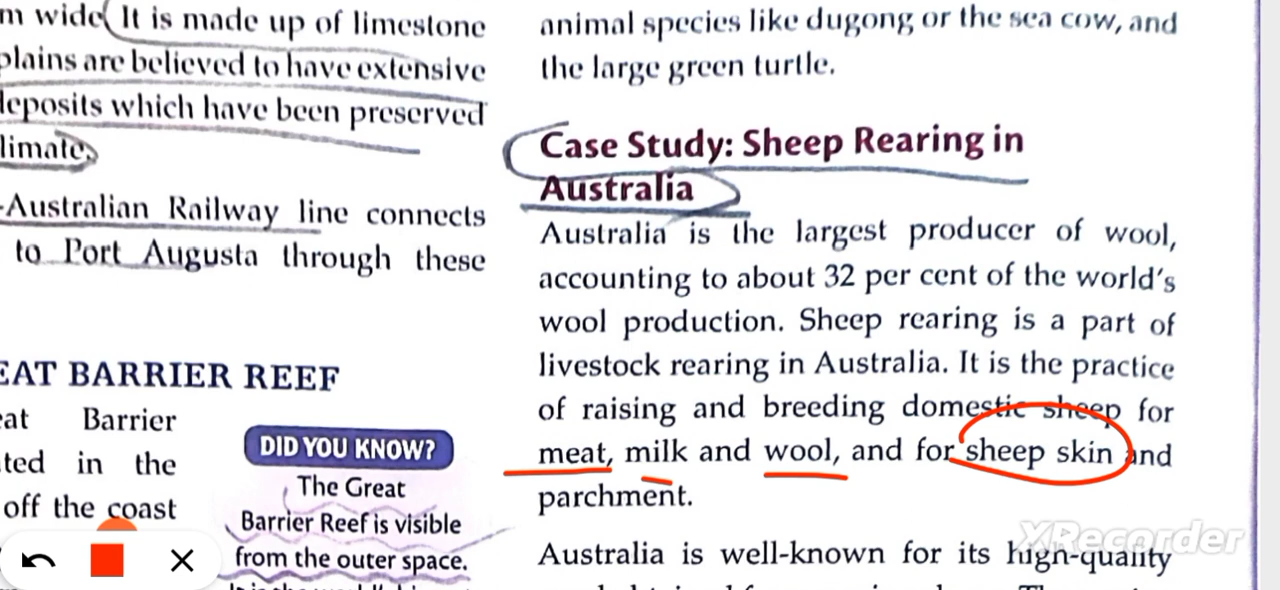 m wide. It is made up of limestone
plains are believed to have extensive
deposits which have been preserved
limate.
-Australian Railway line connects
to Port Augusta through these
EAT BARRIER REEF
eat Barrier
ted in the
off the coast
DID YOU KNOW?
The Great
Barrier Reef is visible
from the outer space.
animal species like dugong or the sea cow, and
the large green turtle.
Case Study: Sheep Rearing in
Australia
Australia is the largest producer of wool,
accounting to about 32 per cent of the world's
wool production. Sheep rearing is a part of
livestock rearing in Australia. It is the practice
of raising and breeding domestic sheep for
meat, milk and wool, and for sheep skin and
parchment.
Australia is well-known for its high-quality
XRecorder